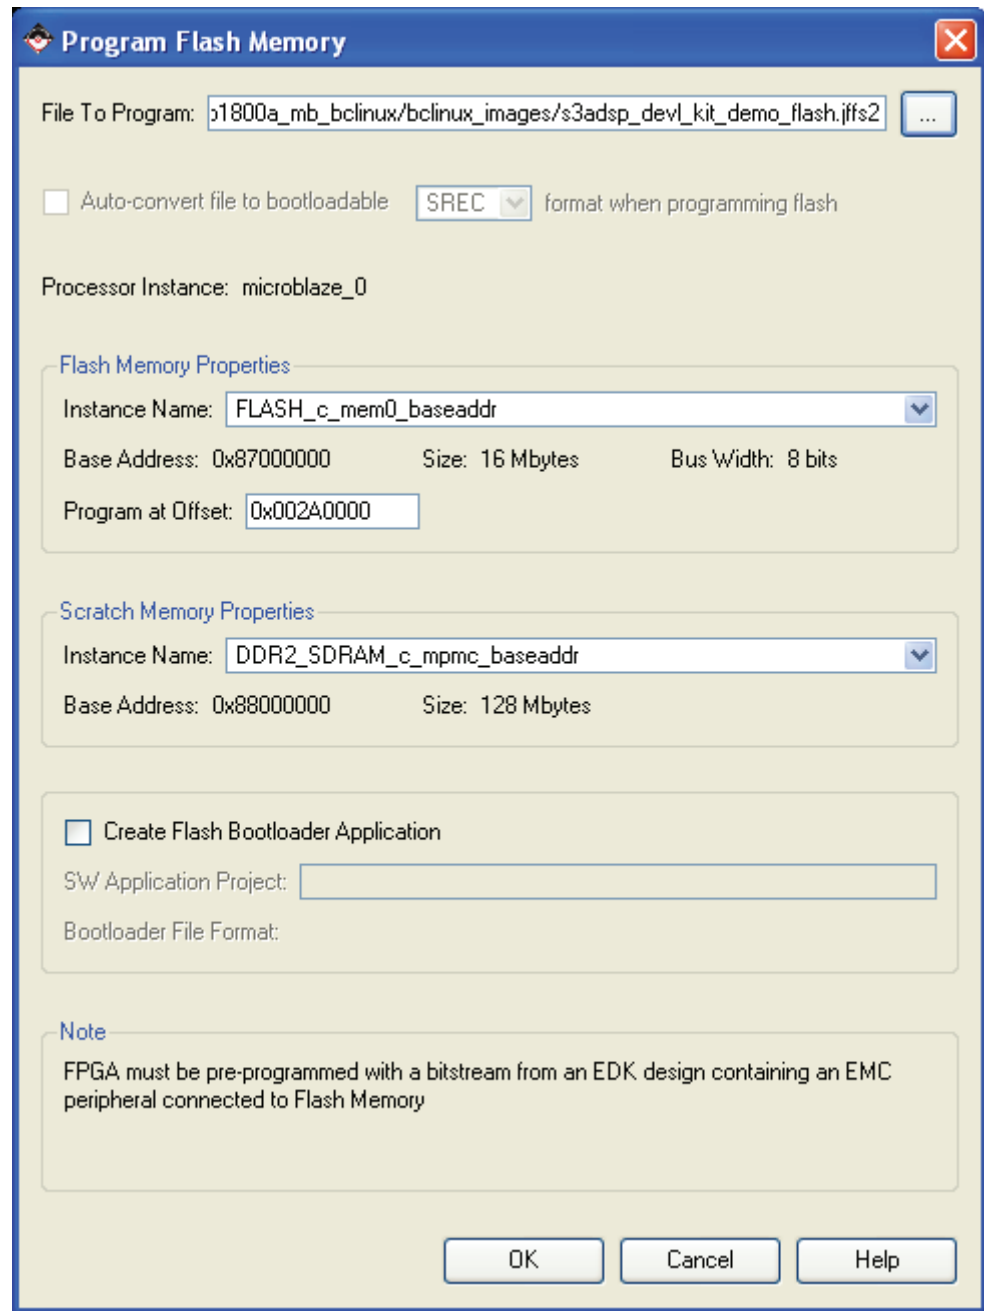 Program Flash Memory
File To Program: o1800a_mb_bclinux/bclinux_images/s3adsp_devl_kit_demo_flash.jffs2 ...
Auto-convert file to bootloadable SREC format when programming flash
Processor Instance: microblaze_0
Flash Memory Properties
Instance Name: FLASH_c_mem0_baseaddr
Base Address: 0x87000000 Size: 16 Mbytes Bus Width: 8 bits
Program at Offset: 0x002A0000
Scratch Memory Properties
Instance Name: DDR2_SDRAM_c_mpmc_baseaddr
Base Address: 0x88000000 Size: 128 Mbytes
Create Flash Bootloader Application
SW Application Project:
Bootloader File Format:
Note
FPGA must be pre-programmed with a bitstream from an EDK design containing an EMC
peripheral connected to Flash Memory
OK Cancel Help